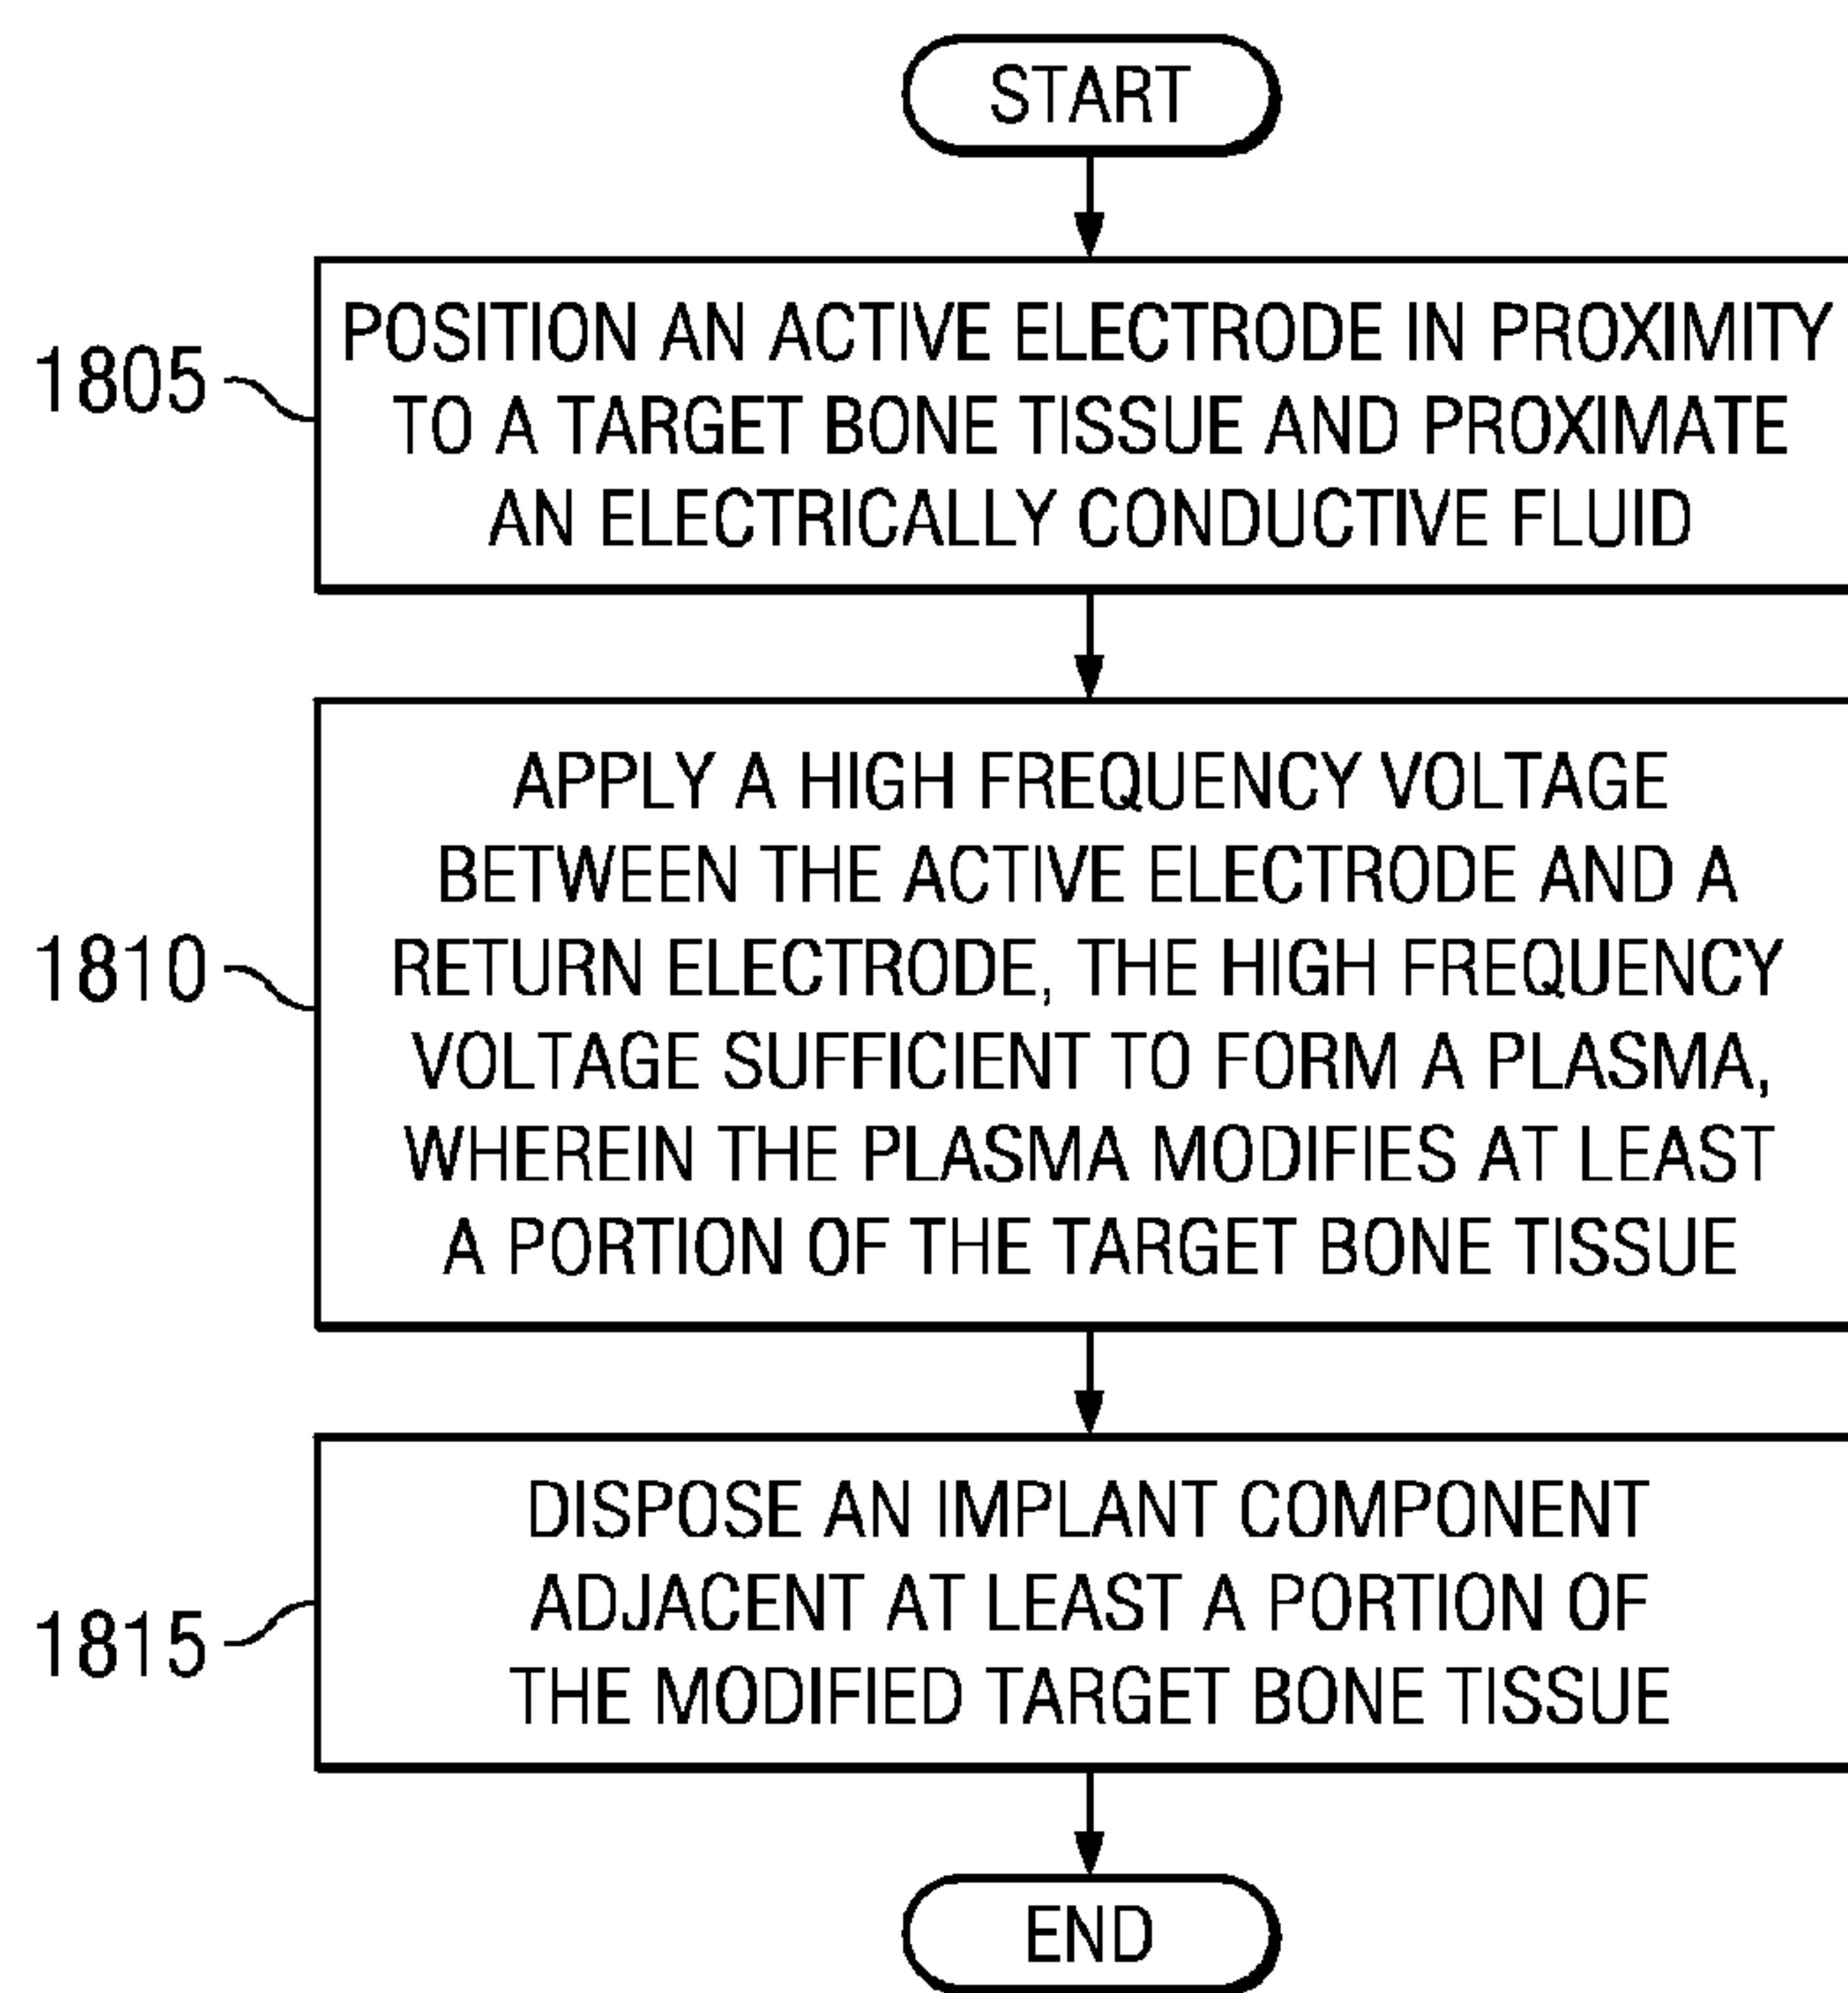 START
1805
POSITION AN ACTIVE ELECTRODE IN PROXIMITY
TO A TARGET BONE TISSUE AND PROXIMATE
AN ELECTRICALLY CONDUCTIVE FLUID
1810
APPLY A HIGH FREQUENCY VOLTAGE
BETWEEN THE ACTIVE ELECTRODE AND A
RETURN ELECTRODE, THE HIGH FREQUENCY
VOLTAGE SUFFICIENT TO FORM A PLASMA,
WHEREIN THE PLASMA MODIFIES AT LEAST
A PORTION OF THE TARGET BONE TISSUE
1815
DISPOSE AN IMPLANT COMPONENT
ADJACENT AT LEAST A PORTION OF
THE MODIFIED TARGET BONE TISSUE
END